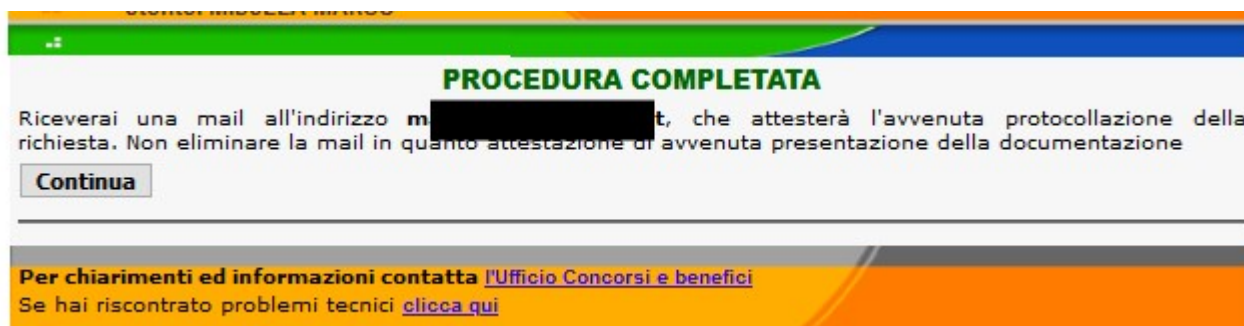 PROCEDURA COMPLETATA
Riceverai una mail all'indirizzo m t, che attesterà l'avvenuta protocollazione della
richiesta. Non eliminare la mail in quanto attestazione di avvenuta presentazione della documentazione
Continua
Per chiarimenti ed informazioni contatta l'Ufficio Concorsi e benefici
Se hai riscontrato problemi tecnici clicca qui